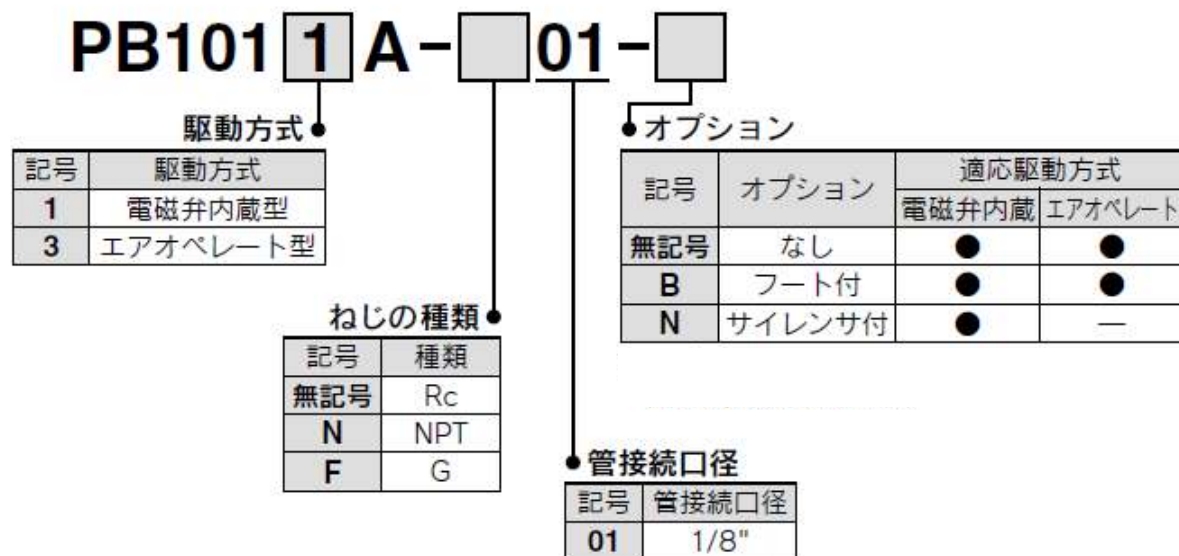 PB101 1 A- 01-
駆動方式
記号 駆動方式
1 電磁弁内蔵型
3 エアオペレート型
ねじの種類
記号 種類
無記号 Rc
N NPT
F G
管接続口径
記号 管接続口径
01 1/8"
オプション
記号 オプション 適応駆動方式
電磁弁内蔵 エアオペレート
無記号 なし ● ●
B フート付 ● ●
N サイレンサ付 ● —